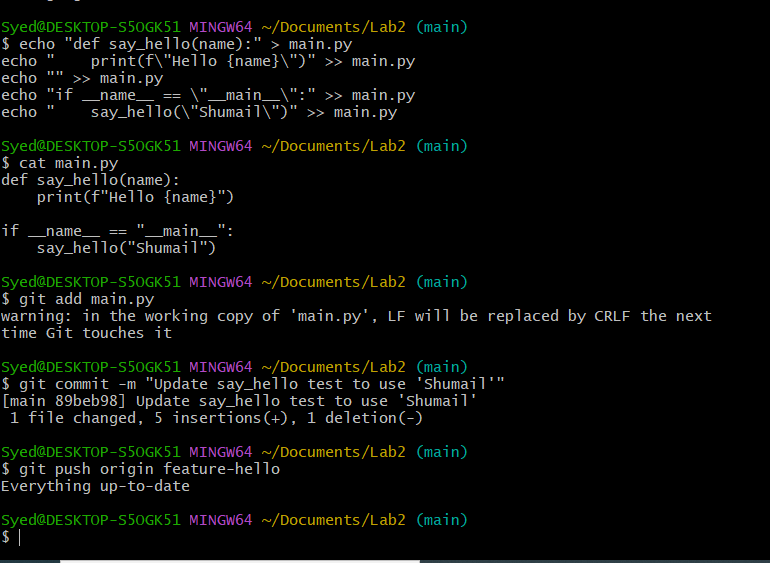 Syed@DESKTOP-S5OGK51 MINGW64 ~/Documents/Lab2 (main)
$ echo "def say_hello(name):" > main.py
echo "    print(f\"Hello {name}\")" >> main.py
echo "" >> main.py
echo "if __name__ == \"__main__\":" >> main.py
echo "    say_hello(\"Shumail\")" >> main.py

Syed@DESKTOP-S5OGK51 MINGW64 ~/Documents/Lab2 (main)
$ cat main.py
def say_hello(name):
    print(f"Hello {name}")

if __name__ == "__main__":
    say_hello("Shumail")

Syed@DESKTOP-S5OGK51 MINGW64 ~/Documents/Lab2 (main)
$ git add main.py
warning: in the working copy of 'main.py', LF will be replaced by CRLF the next
time Git touches it

Syed@DESKTOP-S5OGK51 MINGW64 ~/Documents/Lab2 (main)
$ git commit -m "Update say_hello test to use 'Shumail'"
[main 89beb98] Update say_hello test to use 'Shumail'
 1 file changed, 5 insertions(+), 1 deletion(-)

Syed@DESKTOP-S5OGK51 MINGW64 ~/Documents/Lab2 (main)
$ git push origin feature-hello
Everything up-to-date

Syed@DESKTOP-S5OGK51 MINGW64 ~/Documents/Lab2 (main)
$